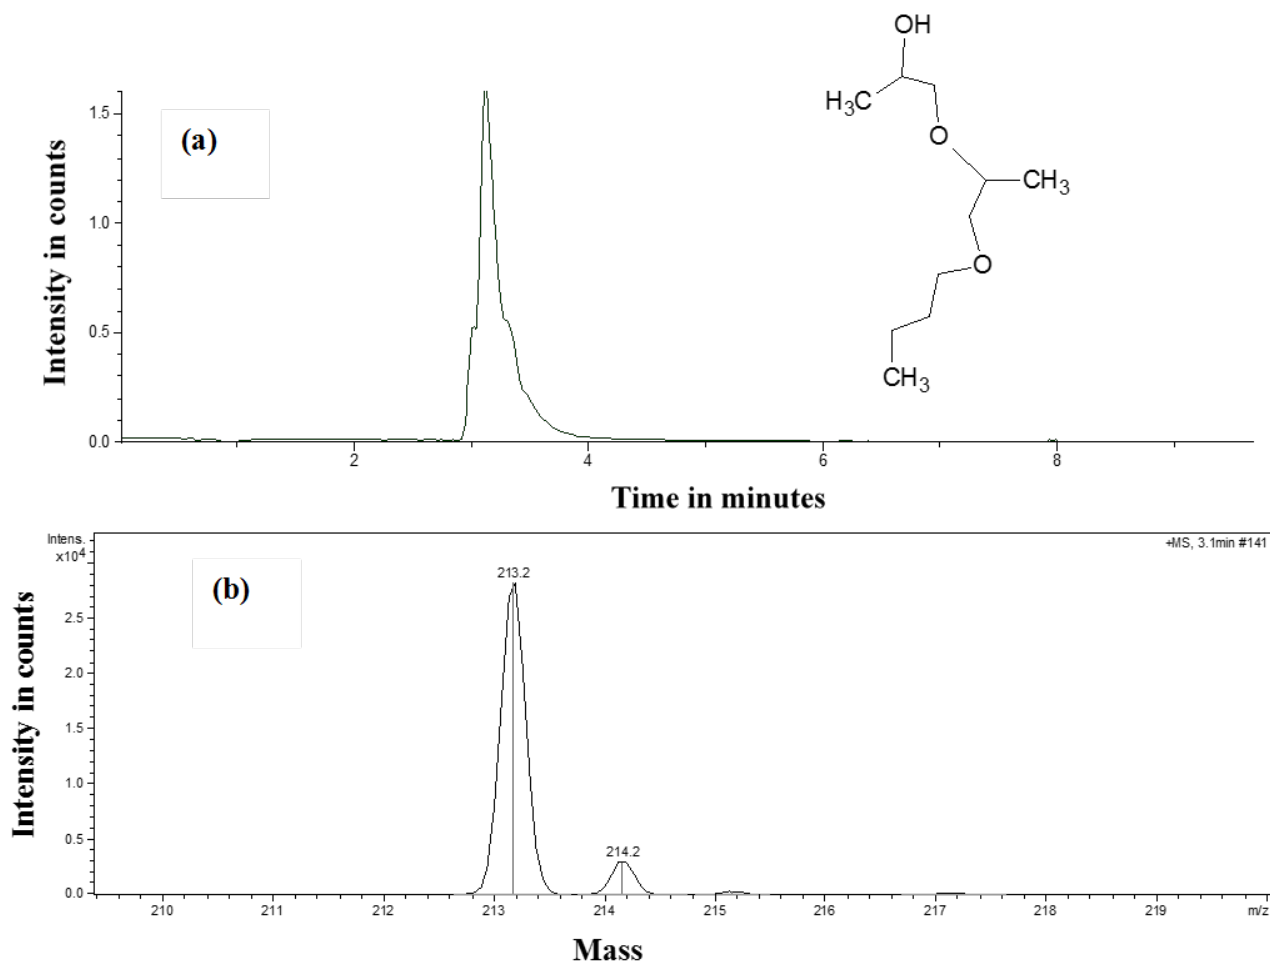 (a)
Intensity in counts
1.5
1.0
0.5
0.0
2
4
6
8
Time in minutes
OH
H₃C
O
CH₃
O
CH₃
Intens.
x10⁴
+MS, 3.1min #141
(b)
Intensity in counts
213.2
214.2
2.5
2.0
1.5
1.0
0.5
0.0
210
211
212
213
214
215
216
217
218
219
m/z
Mass